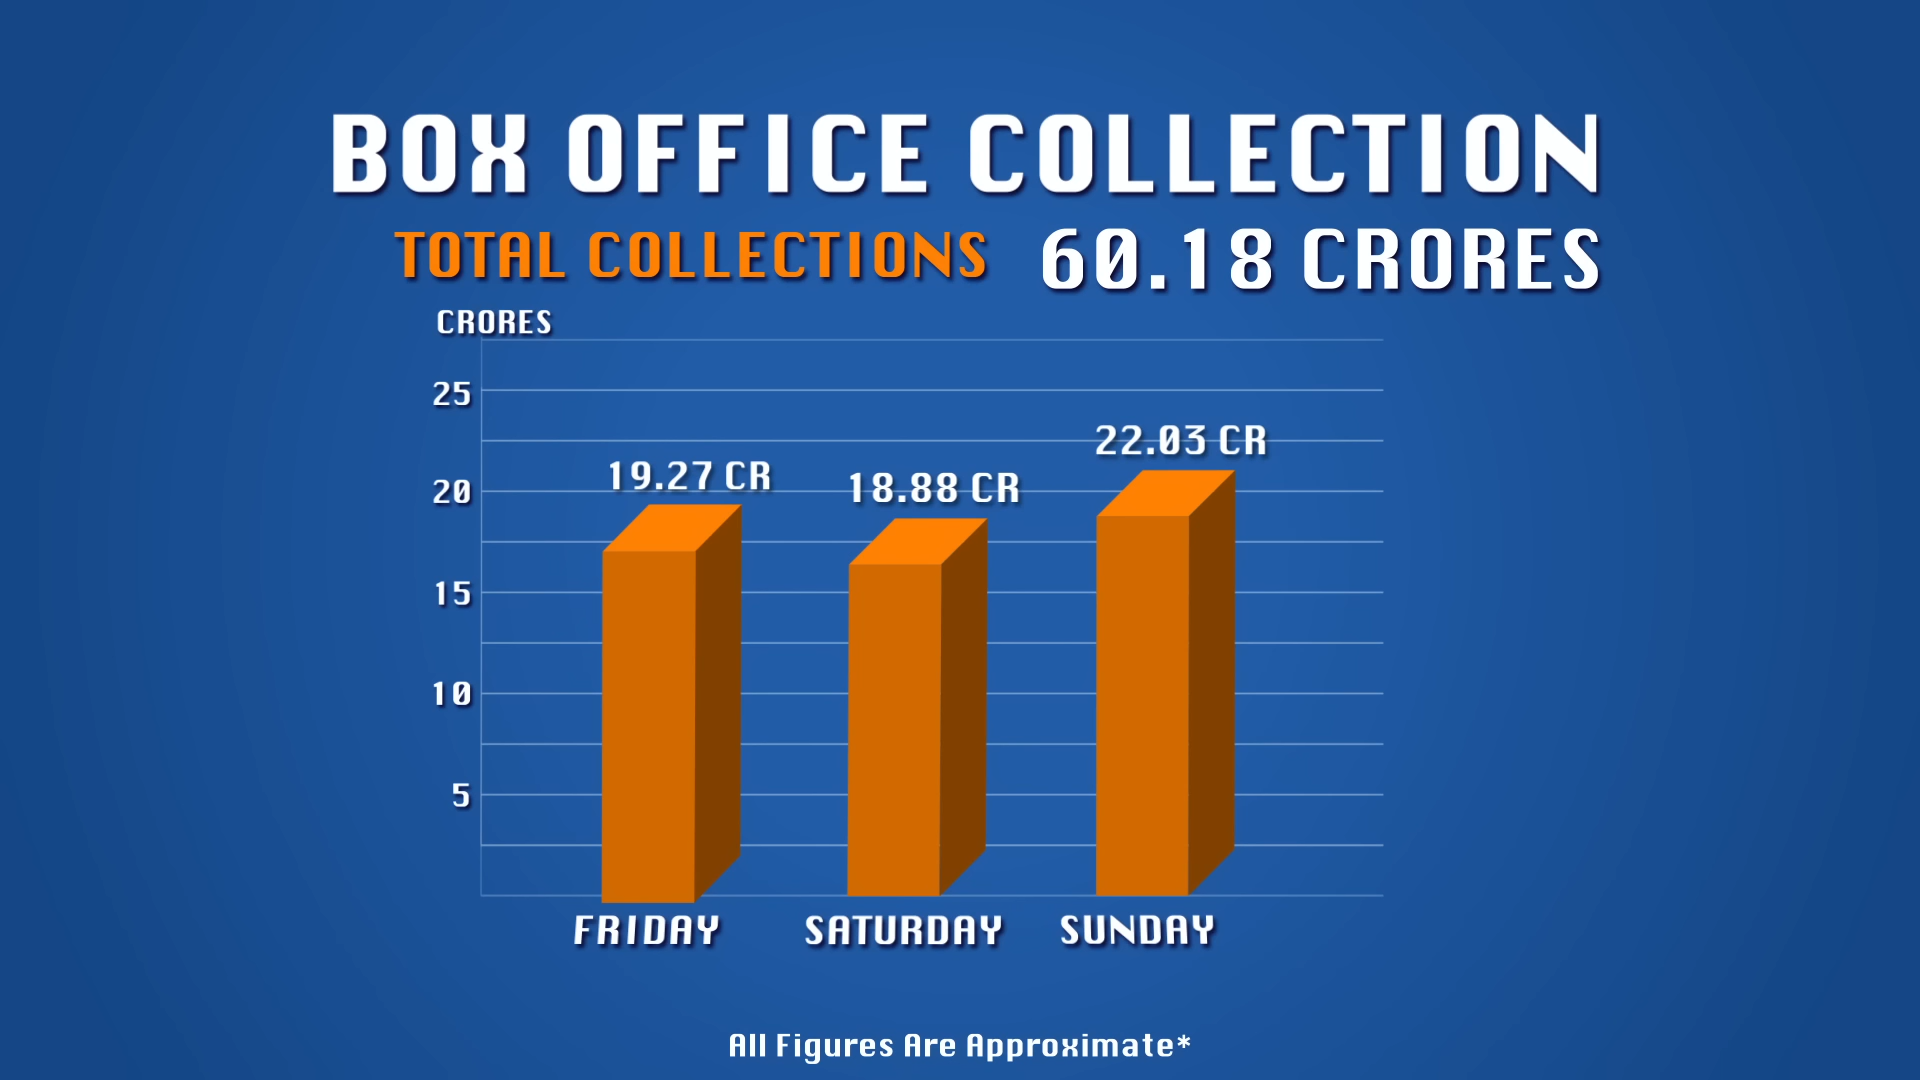 BOX OFFICE COLLECTION
TOTAL COLLECTIONS 60.18 CRORES
CRORES
25
20
15
10
5
19.27 CR
18.88 CR
22.03 CR
FRIDAY SATURDAY SUNDAY
All Figures Are Approximate*